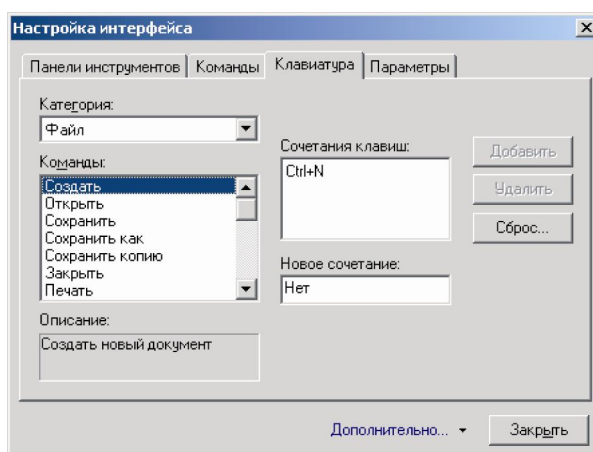 Настройка интерфейса
Панели инструментов Команды Клавиатура Параметры
Категория:
Файл
Команды:
Создать
Открыть
Сохранить
Сохранить как
Сохранить копию
Закрыть
Печать
Описание:
Создать новый документ
Сочетания клавиш:
Ctrl+N
Новое сочетание:
Нет
Добавить
Удалить
Сброс...
Дополнительно...
Закрыть